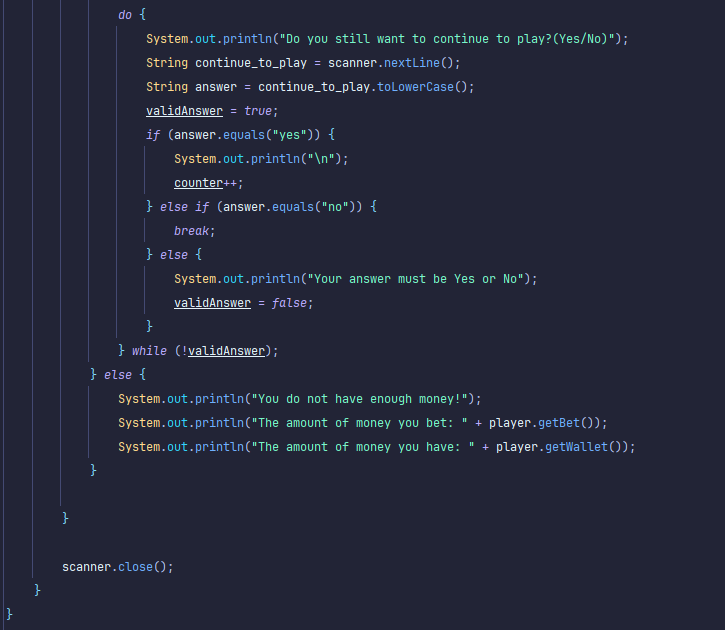 do {
System.out.println("Do you still want to continue to play?(Yes/No)");
String continue_to_play = scanner.nextLine();
String answer = continue_to_play.toLowerCase();
validAnswer = true;
if (answer.equals("yes")) {
System.out.println("\n");
counter++;
} else if (answer.equals("no")) {
break;
} else {
System.out.println("Your answer must be Yes or No");
validAnswer = false;
}
} while (!validAnswer);
} else {
System.out.println("You do not have enough money!");
System.out.println("The amount of money you bet: " + player.getBet());
System.out.println("The amount of money you have: " + player.getWallet());
}
}
scanner.close();
}
}